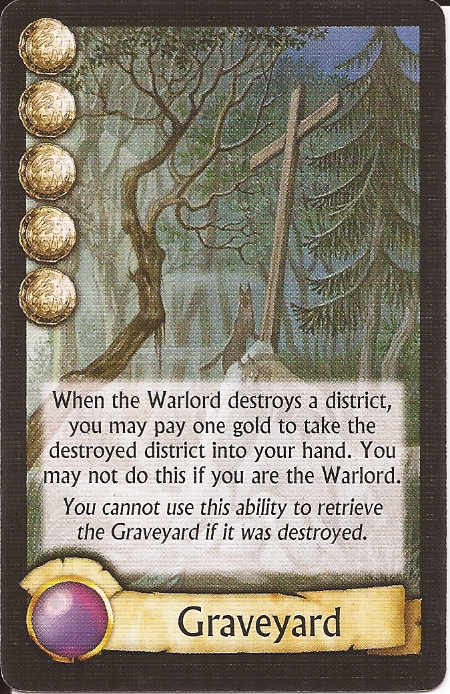 When the Warlord destroys a district,
you may pay one gold to take the
destroyed district into your hand. You
may not do this if you are the Warlord.
You cannot use this ability to retrieve
the Graveyard if it was destroyed.
Graveyard